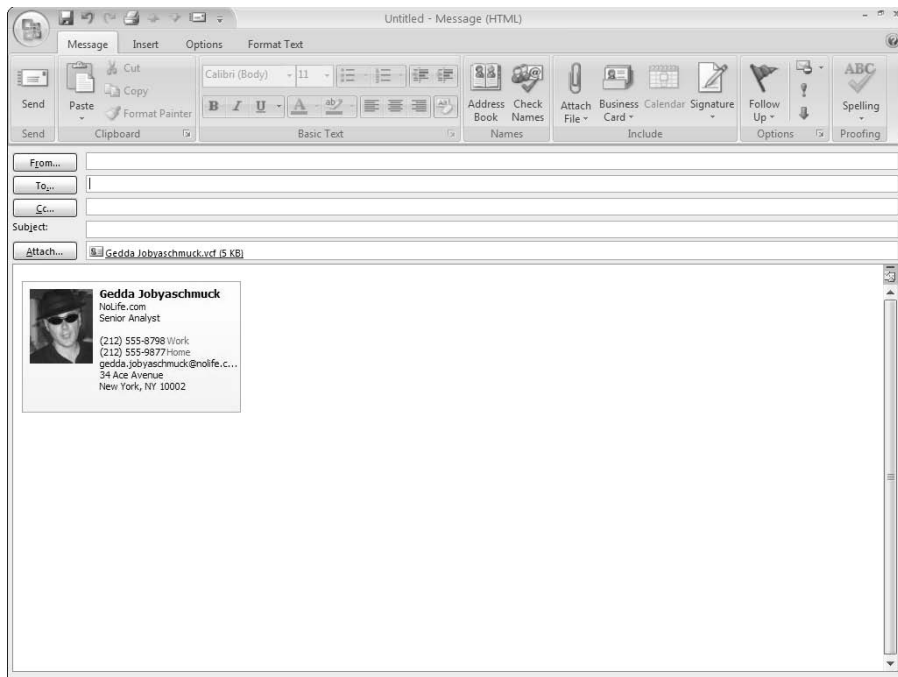 Untitled - Message (HTML)
Message Insert Options Format Text
Send
Paste
Cut
Copy
Format Painter
Calibri (Body) 11
B I U A ab
Address Book
Check Names
Attach File
Business Card
Calendar
Signature
Follow Up
ABC
Spelling
Send Clipboard Basic Text Names Include Options Proofing
From...
To...
Cc...
Subject:
Attach... Gedda Jobyaschmuck.vcf (5 KB)
Gedda Jobyaschmuck
NoLife.com
Senior Analyst
(212) 555-8798 Work
(212) 555-9877 Home
gedda.jobyaschmuck@nolife.c...
34 Ace Avenue
New York, NY 10002